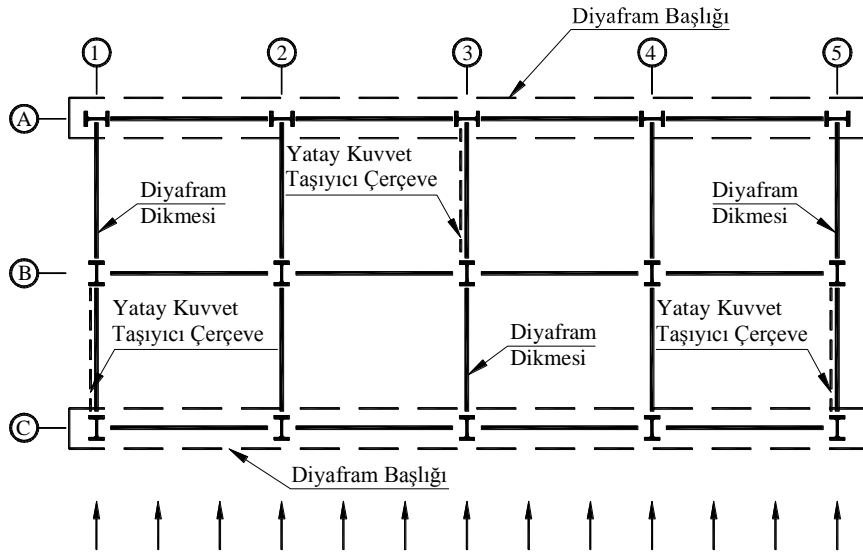 Diyafram Başlığı
1
2
3
4
5
A
Yatay Kuvvet
Taşıyıcı Çerçeve
Diyafram
Dikmesi
Diyafram
Dikmesi
B
Yatay Kuvvet
Taşıyıcı Çerçeve
Diyafram
Dikmesi
Yatay Kuvvet
Taşıyıcı Çerçeve
C
Diyafram Başlığı